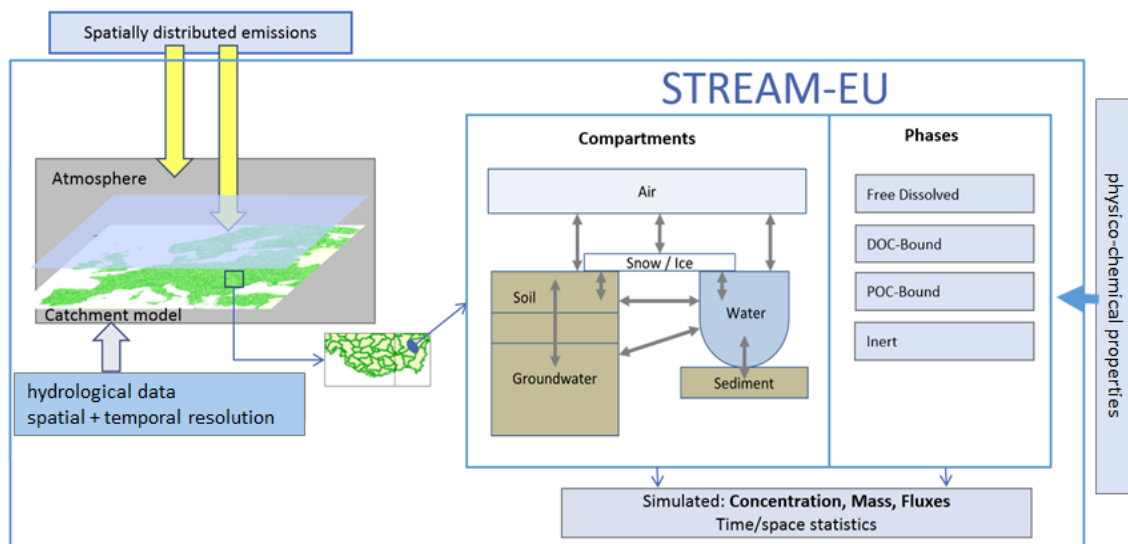 Spatially distributed emissions
STREAM-EU
Atmosphere
Catchment model
hydrological data
spatial + temporal resolution
Compartments
Air
Snow / Ice
Soil
Water
Groundwater
Sediment
Phases
Free Dissolved
DOC-Bound
POC-Bound
Inert
physico-chemical properties
Simulated: Concentration, Mass, Fluxes
Time/space statistics